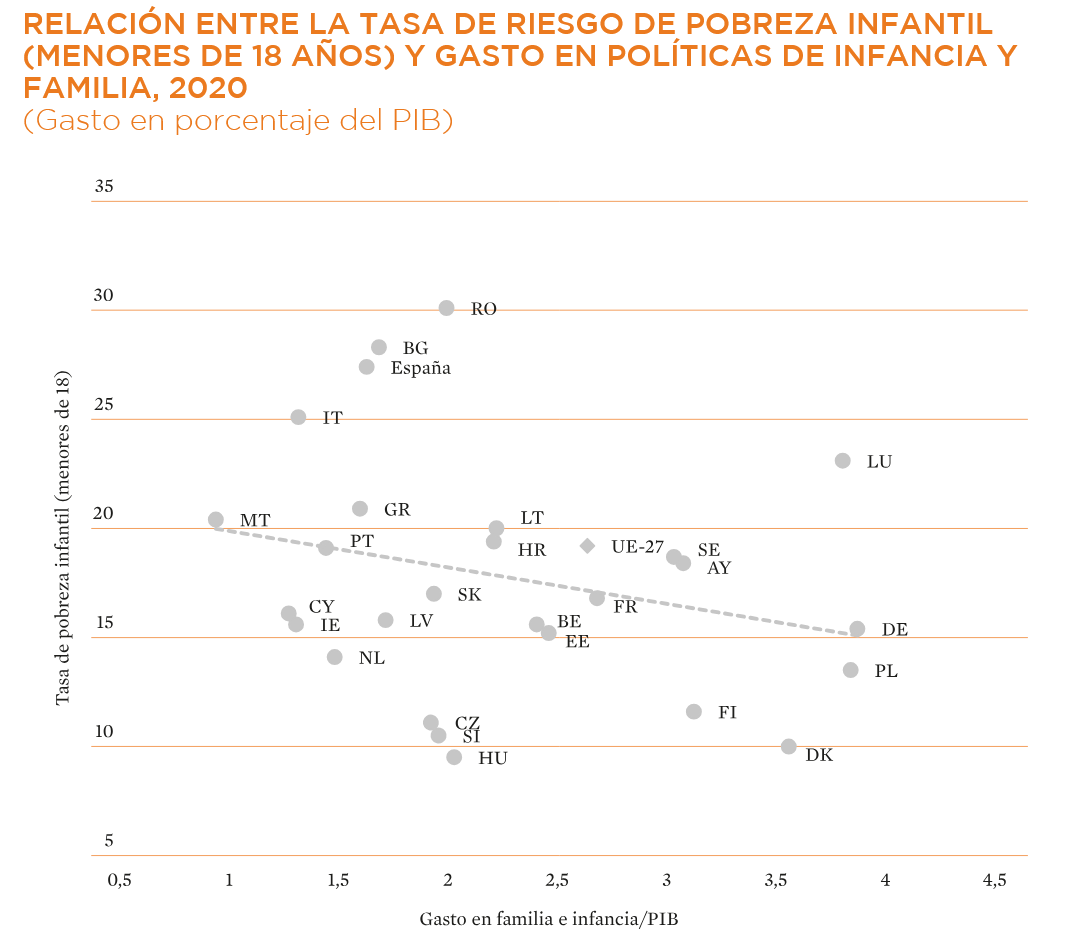 RELACIÓN ENTRE LA TASA DE RIESGO DE POBREZA INFANTIL
(MENORES DE 18 AÑOS) Y GASTO EN POLÍTICAS DE INFANCIA Y
FAMILIA, 2020
(Gasto en porcentaje del PIB)
35
30
RO
BG
España
25
IT
LU
20
MT
GR
LT
PT
HR
UE-27
SE
AY
SK
CY
FR
15
IE
LV
BE
DE
EE
NL
PL
FI
10
CZ
SI
DK
HU
5
0,5
1
1,5
2
2,5
3
3,5
4
4,5
Tasa de pobreza infantil (menores de 18)
Gasto en familia e infancia/PIB